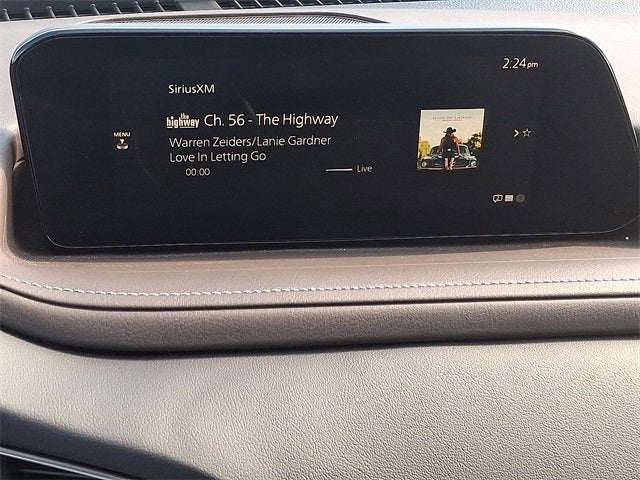 2.24pm
SiriusXM
the highway Ch. 56 - The Highway
MENU
Warren Zeiders/Lanie Gardner
Love In Letting Go
00:00
Live